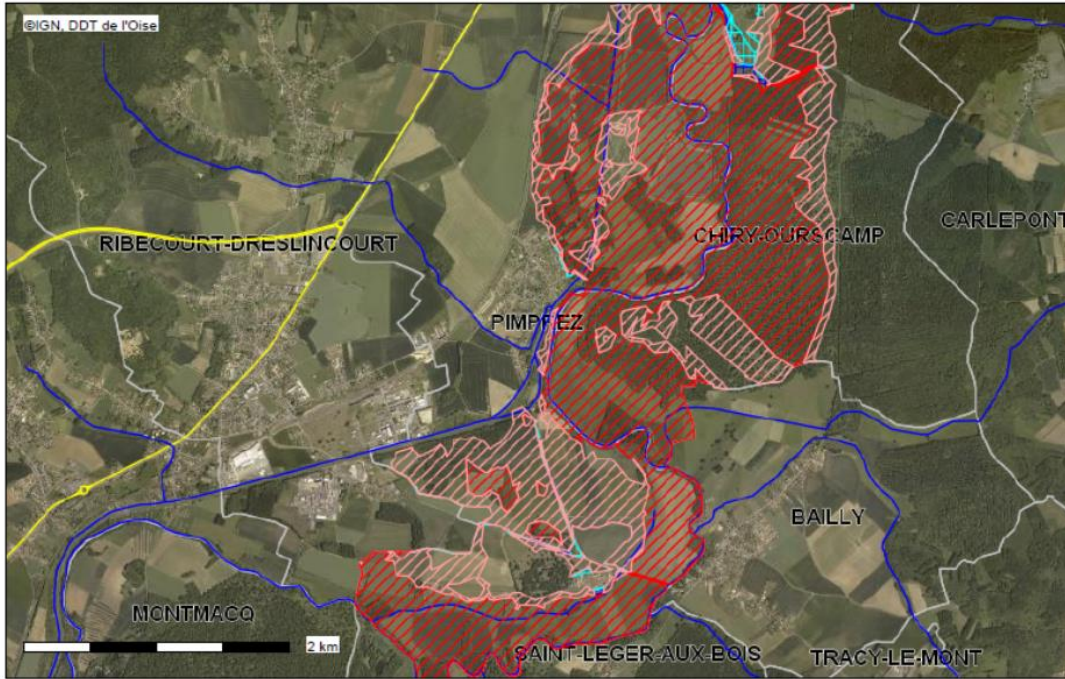 ©IGN, DDT de l'Oise
RIBECOURT-DRESLINCOURT
CHIRY-OURSCAMP
CARLEPONT
PIMPREZ
BAILLY
MONTMACQ
2 km
SAINT-LEGER-AUX-BOIS
TRACY-LE-MONT